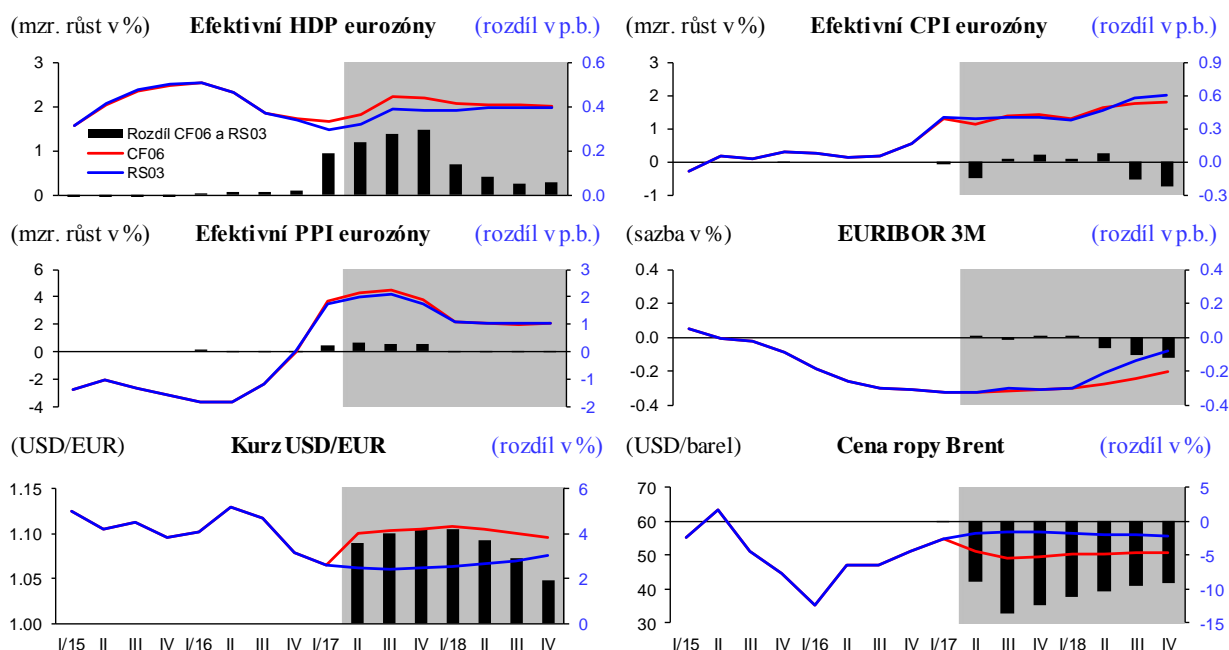 (mzr. růst v %) Efektivní HDP eurozóny (rozdíl v p.b.)
3 0.6
2 0.4
1 0.2
0 0.0
Rozdíl CF06 a RS03
CF06
RS03
(mzr. růst v %) Efektivní CPI eurozóny (rozdíl v p.b.)
3 0.9
2 0.6
1 0.3
0 0.0
-1 -0.3
(mzr. růst v %) Efektivní PPI eurozóny (rozdíl v p.b.)
6 3
4 2
2 1
0 0
-2 -1
-4 -2
(sazba v %) EURIBOR 3M (rozdíl v p.b.)
0.4 0.4
0.2 0.2
0.0 0.0
-0.2 -0.2
-0.4 -0.4
(USD/EUR) Kurz USD/EUR (rozdíl v %)
1.15 6
1.10 4
1.05 2
1.00 0
I/15 II III IV I/16 II III IV I/17 II III IV I/18 II III IV
(USD/barel) Cena ropy Brent (rozdíl v %)
70 5
60 0
50 -5
40 -10
30 -15
I/15 II III IV I/16 II III IV I/17 II III IV I/18 II III IV